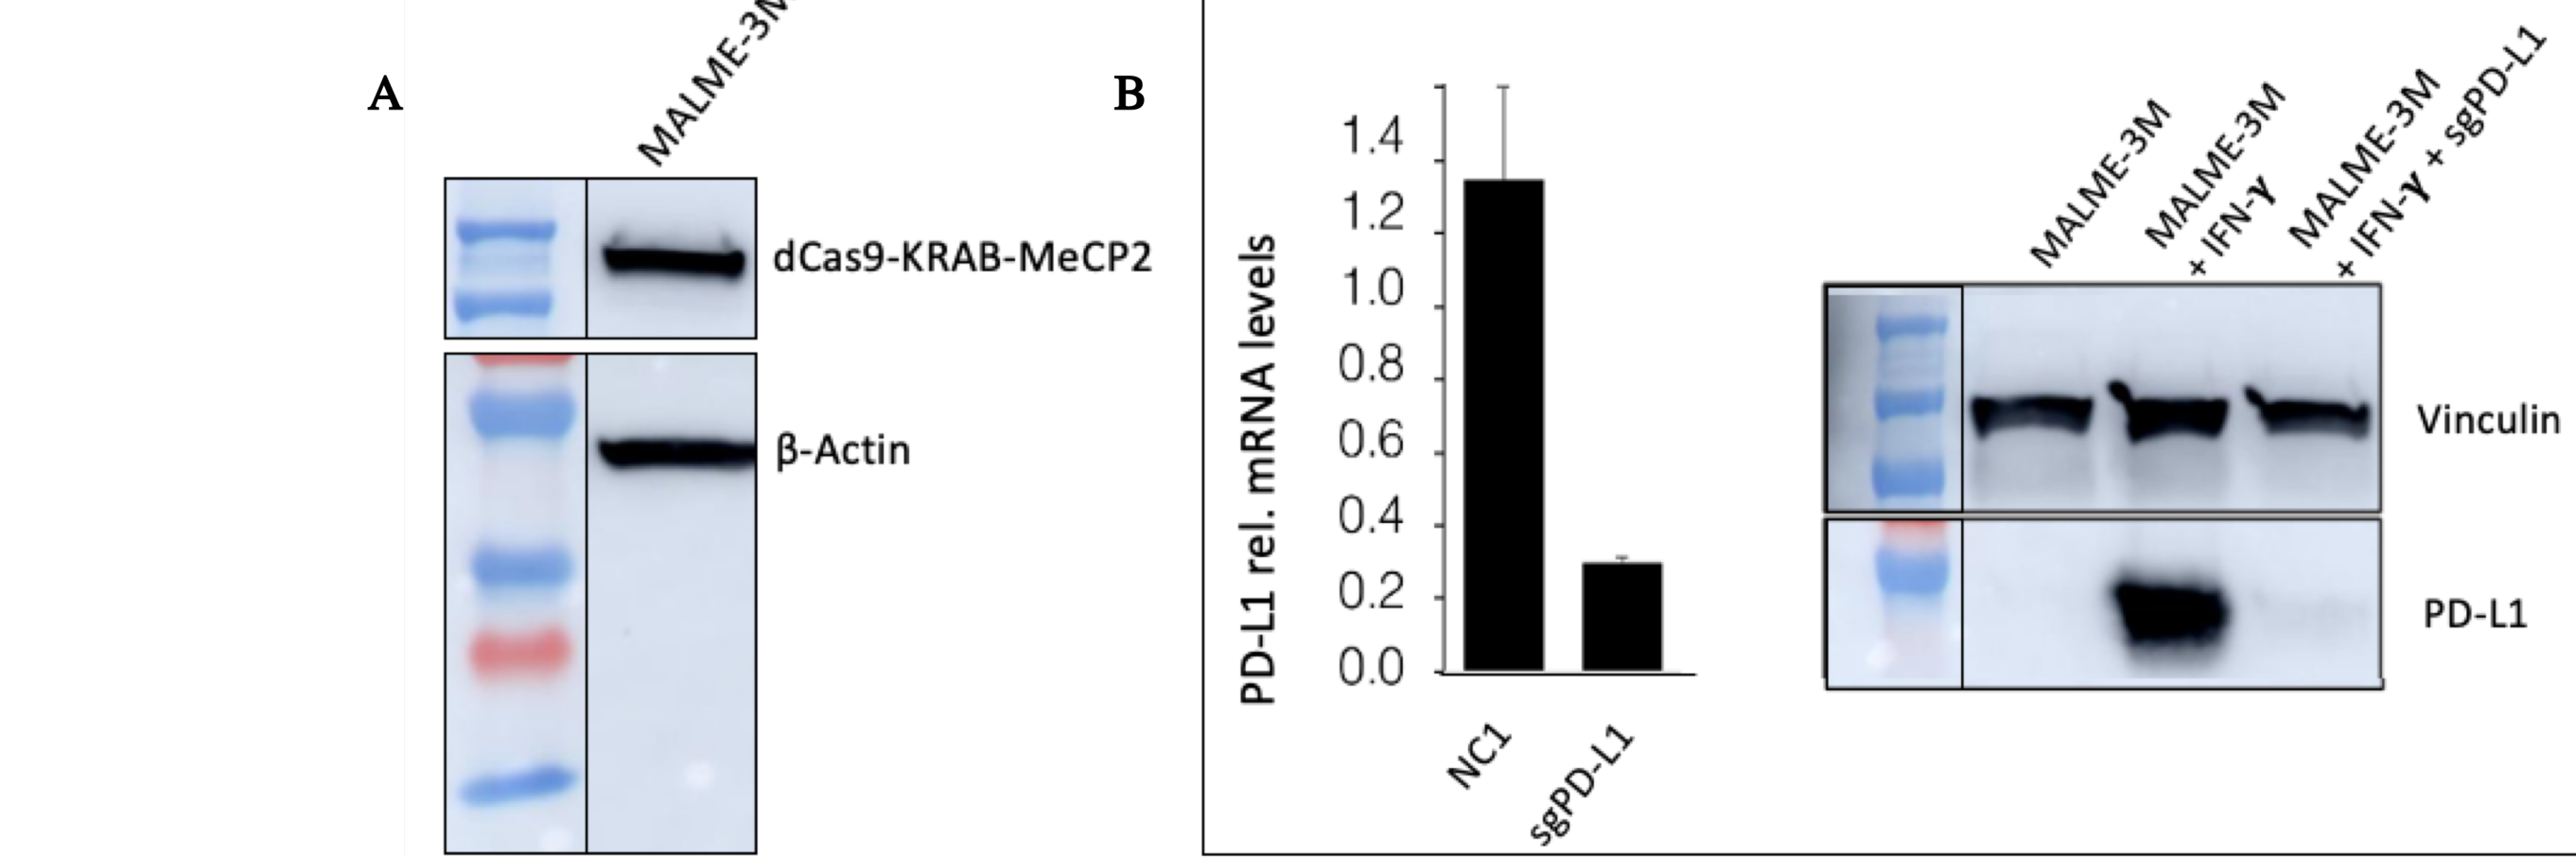 A
MALME-3M
dCas9-KRAB-MeCP2
β-Actin
B
PD-L1 rel. mRNA levels
1.4
1.2
1.0
0.8
0.6
0.4
0.2
0.0
NC1
sgPD-L1
MALME-3M
MALME-3M
+ IFN-γ
MALME-3M
+ IFN-γ + sgPD-L1
Vinculin
PD-L1